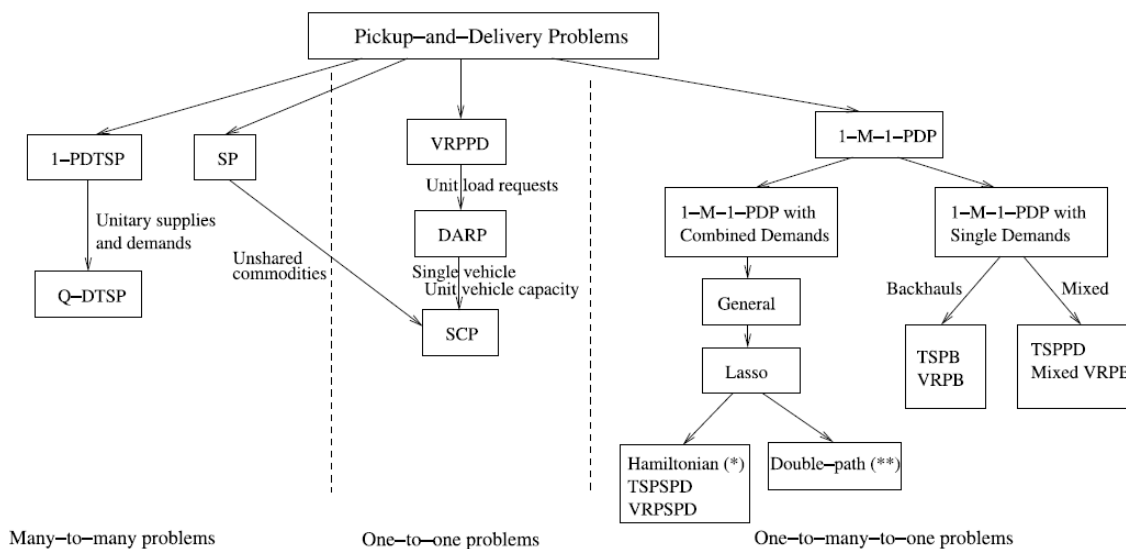 Pickup–and–Delivery Problems
1–PDTSP
SP
VRPPD
1–M–1–PDP
Unitary supplies
and demands
Unit load requests
1–M–1–PDP with
Combined Demands
1–M–1–PDP with
Single Demands
DARP
Unshared
commodities
Single vehicle
Unit vehicle capacity
Q–DTSP
General
Backhauls
Mixed
SCP
TSPB
VRPB
TSPPD
Mixed VRPB
Lasso
Hamiltonian (*)
TSPSPD
VRPSPD
Double–path (**)
Many–to–many problems
One–to–one problems
One–to–many–to–one problems